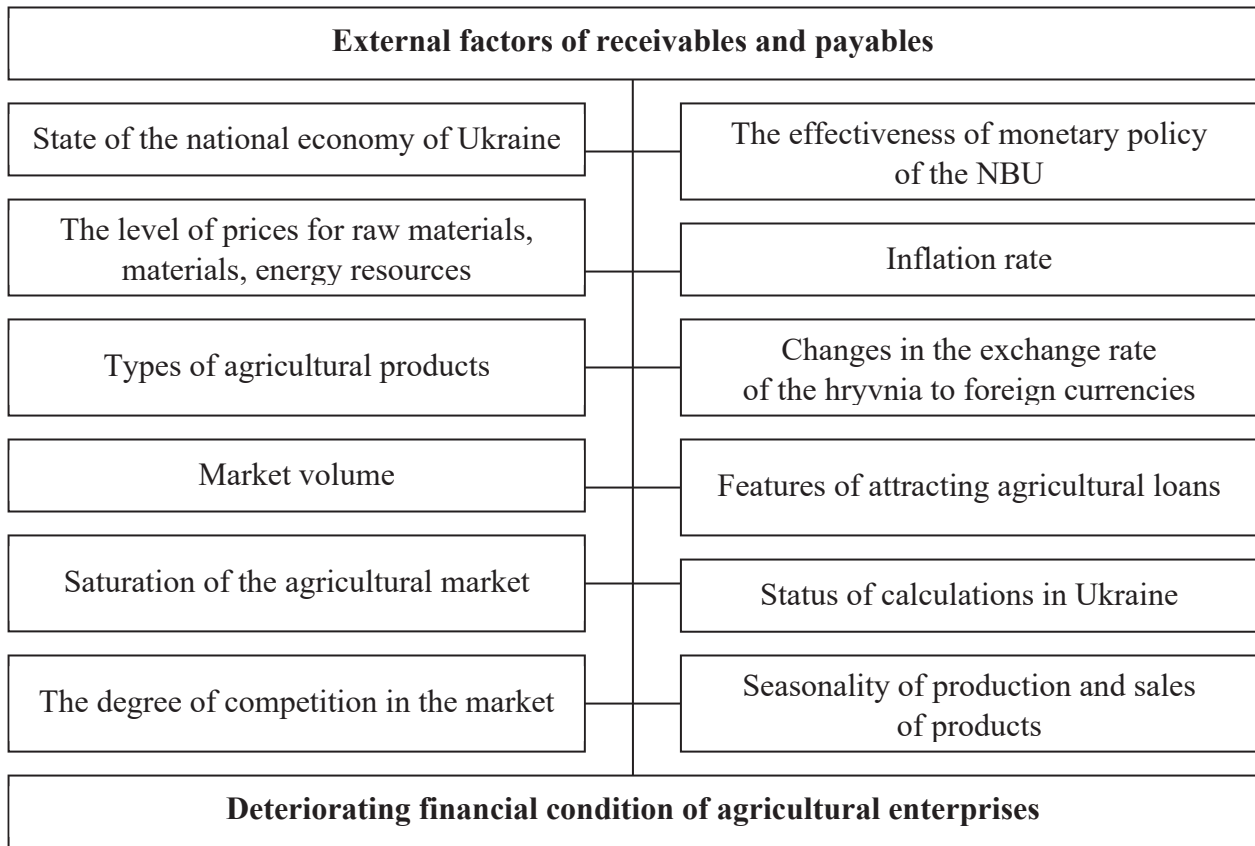 External factors of receivables and payables
State of the national economy of Ukraine
The effectiveness of monetary policy
of the NBU
The level of prices for raw materials,
materials, energy resources
Inflation rate
Types of agricultural products
Changes in the exchange rate
of the hryvnia to foreign currencies
Market volume
Features of attracting agricultural loans
Saturation of the agricultural market
Status of calculations in Ukraine
The degree of competition in the market
Seasonality of production and sales
of products
Deteriorating financial condition of agricultural enterprises